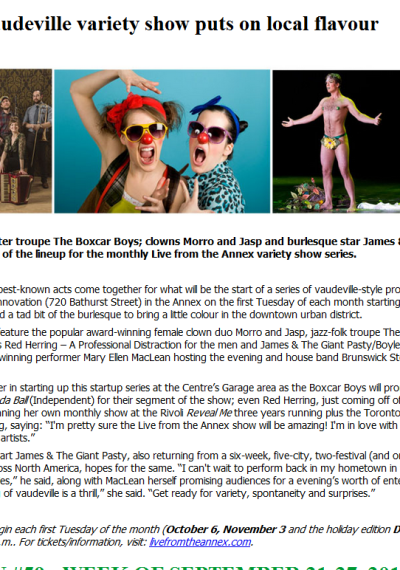 udeville variety show puts on local flavour
ter troupe The Boxcar Boys; clowns Morro and Jasp and burlesque star James &
of the lineup for the monthly Live from the Annex variety show series.
best-known acts come together for what will be the start of a series of vaudeville-style pro
nnovation (720 Bathurst Street) in the Annex on the first Tuesday of each month starting
d a tad bit of the burlesque to bring a little colour in the downtown urban district.
feature the popular award-winning female clown duo Morro and Jasp, jazz-folk troupe The
s Red Herring – A Professional Distraction for the men and James & The Giant Pasty/Boyle
winning performer Mary Ellen MacLean hosting the evening and house band Brunswick St
er in starting up this startup series at the Centre's Garage area as the Boxcar Boys will pro
da Ball (Independent) for their segment of the show; even Red Herring, just coming off o
nning her own monthly show at the Rivoli Reveal Me three years running plus the Toronto
g, saying: "I'm pretty sure the Live from the Annex show will be amazing! I'm in love with
artists."
art James & The Giant Pasty, also returning from a six-week, five-city, two-festival (and or
oss North America, hopes for the same. "I can't wait to perform back in my hometown in
es," he said, along with MacLean herself promising audiences for a evening's worth of ente
of vaudeville is a thrill," she said. "Get ready for variety, spontaneity and surprises."
gin each first Tuesday of the month (October 6, November 3 and the holiday edition D
.m.. For tickets/information, visit: livefromtheannex.com.
#50 - WEEK OF SEPTEMBER 21-27, 201